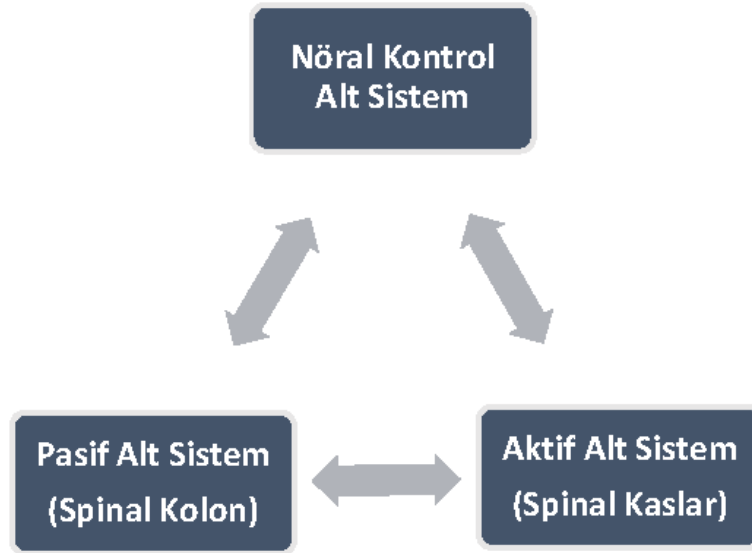 Nöral Kontrol
Alt Sistem
Pasif Alt Sistem
(Spinal Kolon)
Aktif Alt Sistem
(Spinal Kaslar)